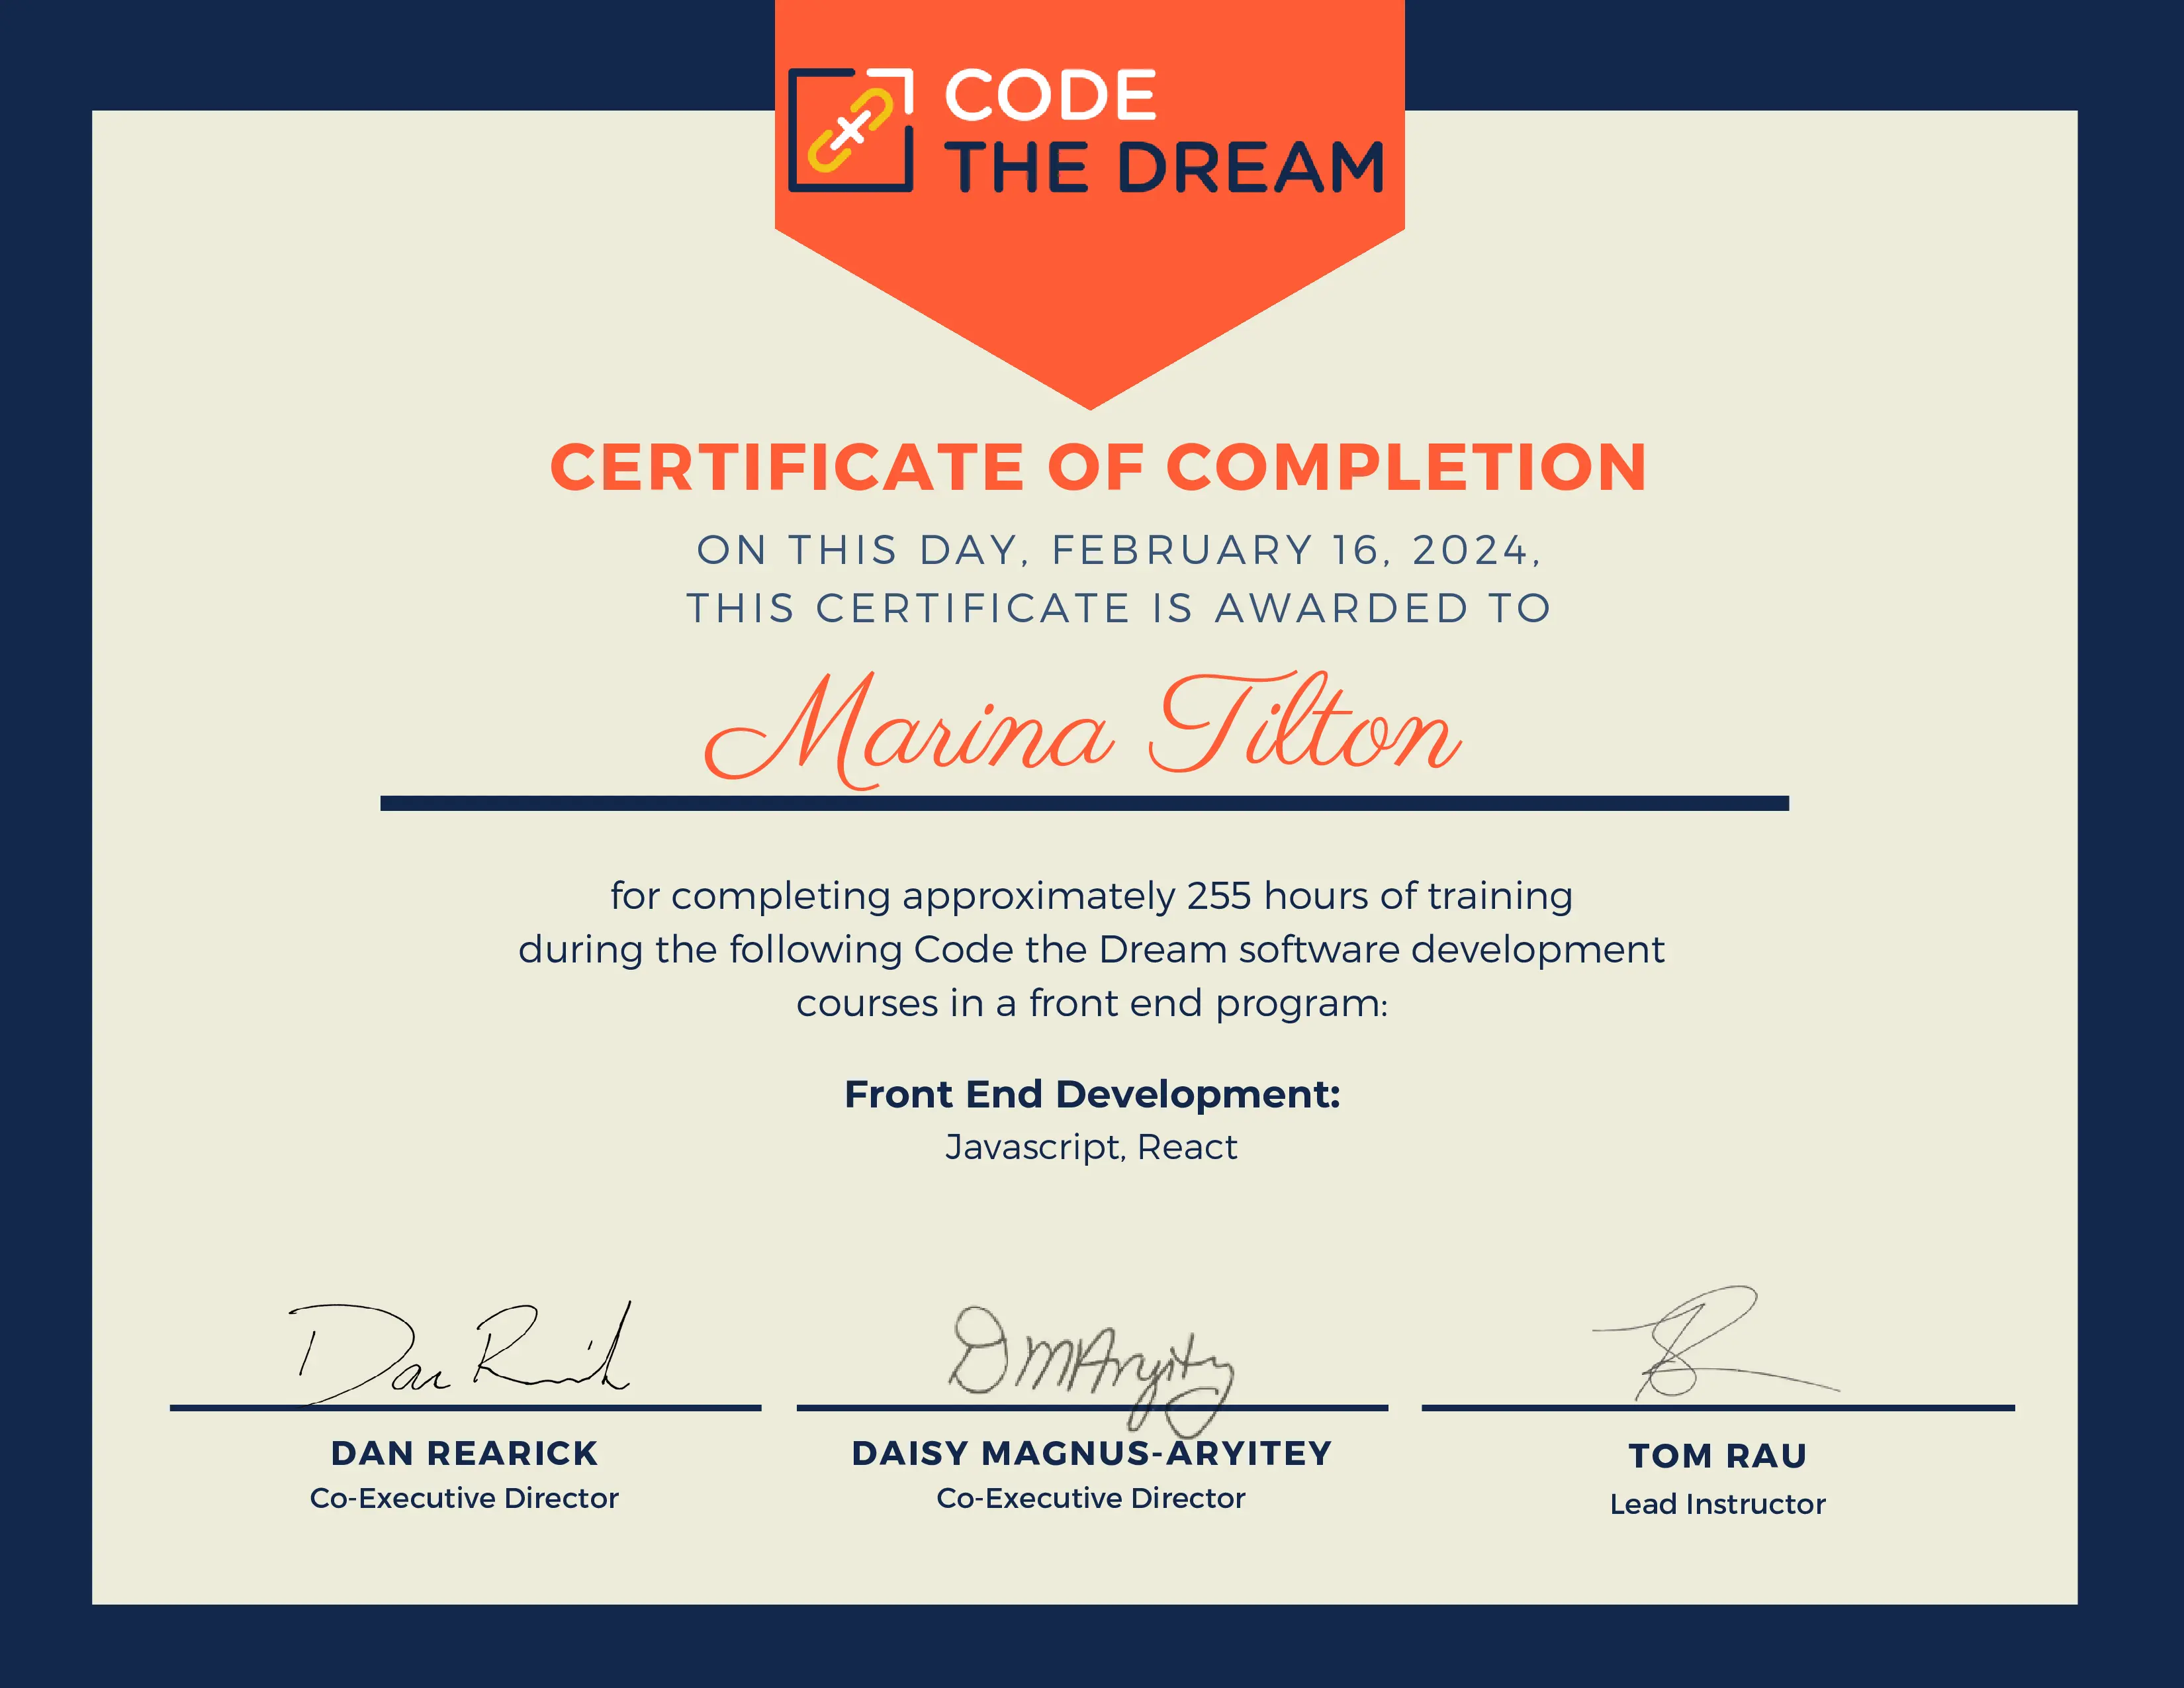 CODE
THE DREAM
CERTIFICATE OF COMPLETION
ON THIS DAY, FEBRUARY 16, 2024,
THIS CERTIFICATE IS AWARDED TO
Marina Tilton
for completing approximately 255 hours of training
during the following Code the Dream software development
courses in a front end program:
Front End Development:
Javascript, React
Dan Rearick
DMAryitey
DAN REARICK
Co-Executive Director
DAISY MAGNUS-ARYITEY
Co-Executive Director
TOM RAU
Lead Instructor